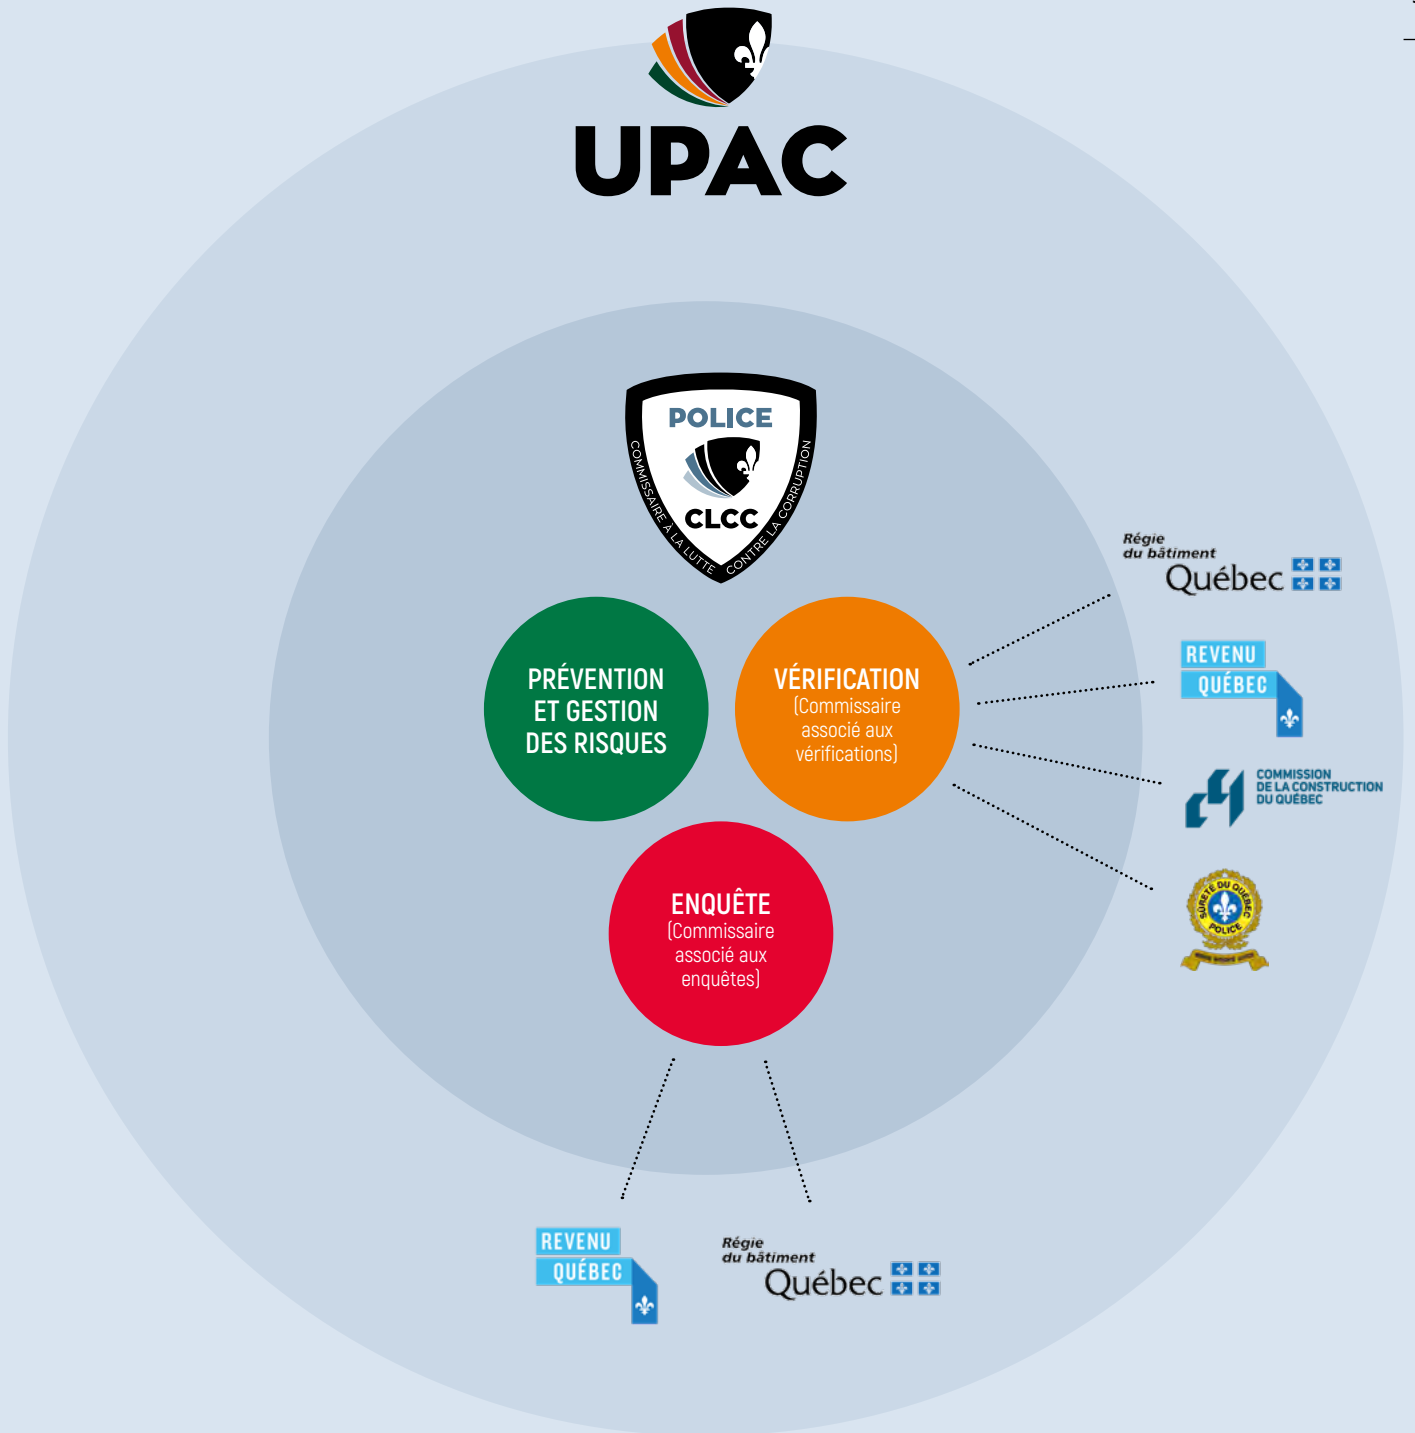 UPAC
POLICE
CLCC
COMMISSAIRE À LA LUTTE CONTRE LA CORRUPTION
PRÉVENTION
ET GESTION
DES RISQUES
VÉRIFICATION
(Commissaire
associé aux
vérifications)
ENQUÊTE
(Commissaire
associé aux
enquêtes)
Régie
du bâtiment
Québec
REVENU
QUÉBEC
COMMISSION
DE LA CONSTRUCTION
DU QUÉBEC
SÛRETÉ DU QUÉBEC
POLICE
REVENU
QUÉBEC
Régie
du bâtiment
Québec